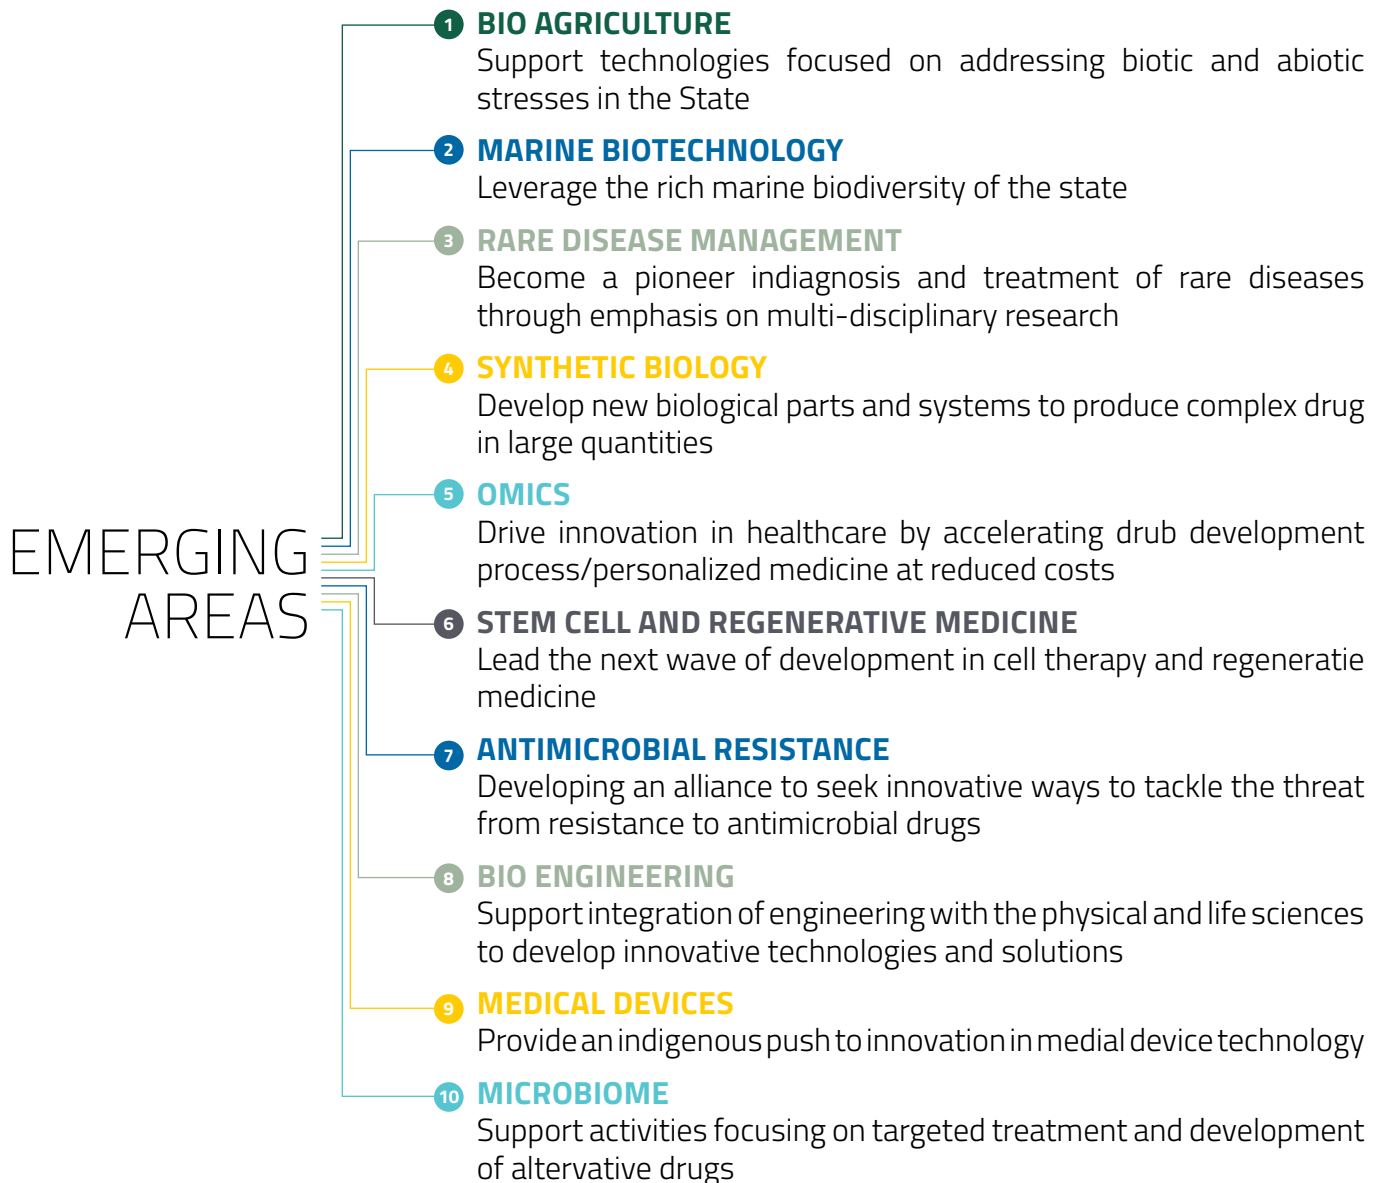 EMERGING
AREAS
1 BIO AGRICULTURE
Support technologies focused on addressing biotic and abiotic
stresses in the State
2 MARINE BIOTECHNOLOGY
Leverage the rich marine biodiversity of the state
3 RARE DISEASE MANAGEMENT
Become a pioneer indiagnosis and treatment of rare diseases
through emphasis on multi-disciplinary research
4 SYNTHETIC BIOLOGY
Develop new biological parts and systems to produce complex drug
in large quantities
5 OMICS
Drive innovation in healthcare by accelerating drub development
process/personalized medicine at reduced costs
6 STEM CELL AND REGENERATIVE MEDICINE
Lead the next wave of development in cell therapy and regeneratie
medicine
7 ANTIMICROBIAL RESISTANCE
Developing an alliance to seek innovative ways to tackle the threat
from resistance to antimicrobial drugs
8 BIO ENGINEERING
Support integration of engineering with the physical and life sciences
to develop innovative technologies and solutions
9 MEDICAL DEVICES
Provide an indigenous push to innovation in medial device technology
10 MICROBIOME
Support activities focusing on targeted treatment and development
of altervative drugs